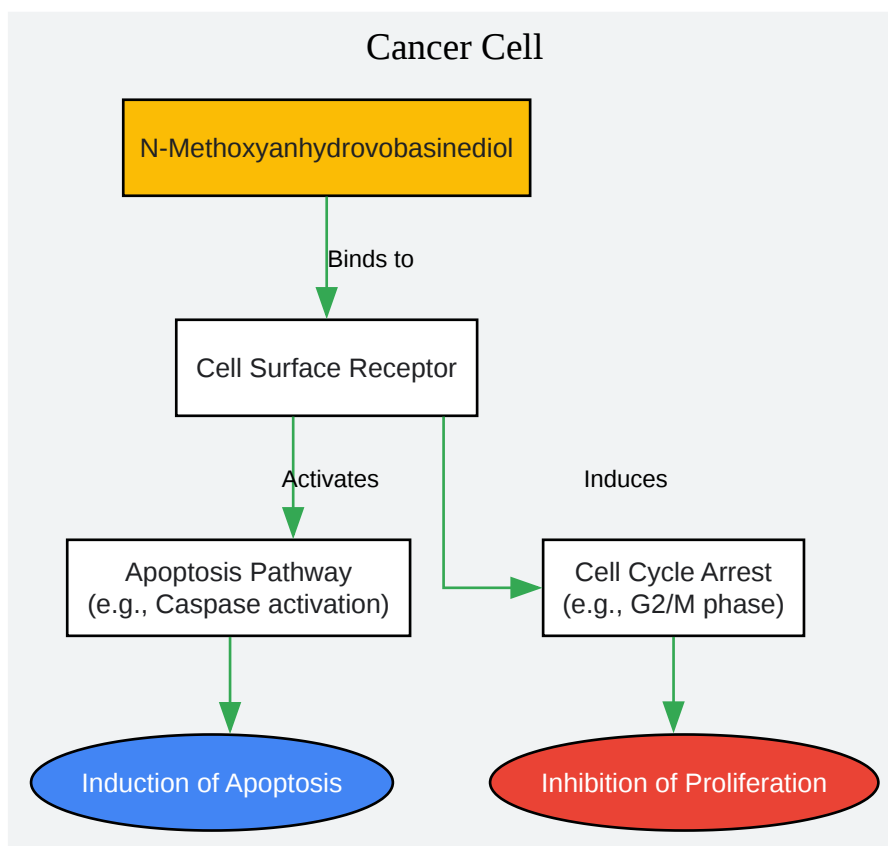 Cancer Cell
N-Methoxyanhydrovobasinediol
Binds to
Cell Surface Receptor
Activates
Induces
Apoptosis Pathway
(e.g., Caspase activation)
Cell Cycle Arrest
(e.g., G2/M phase)
Induction of Apoptosis
Inhibition of Proliferation